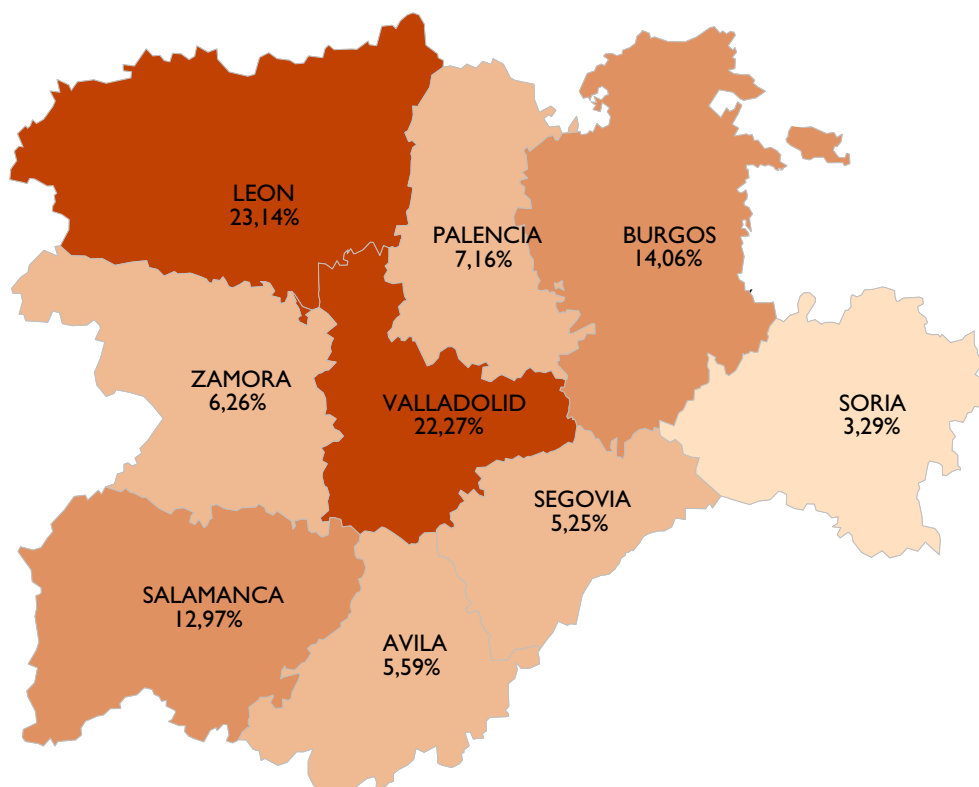 LEON
23,14%
PALENCIA
7,16%
BURGOS
14,06%
ZAMORA
6,26%
VALLADOLID
22,27%
SORIA
3,29%
SEGOVIA
5,25%
SALAMANCA
12,97%
AVILA
5,59%